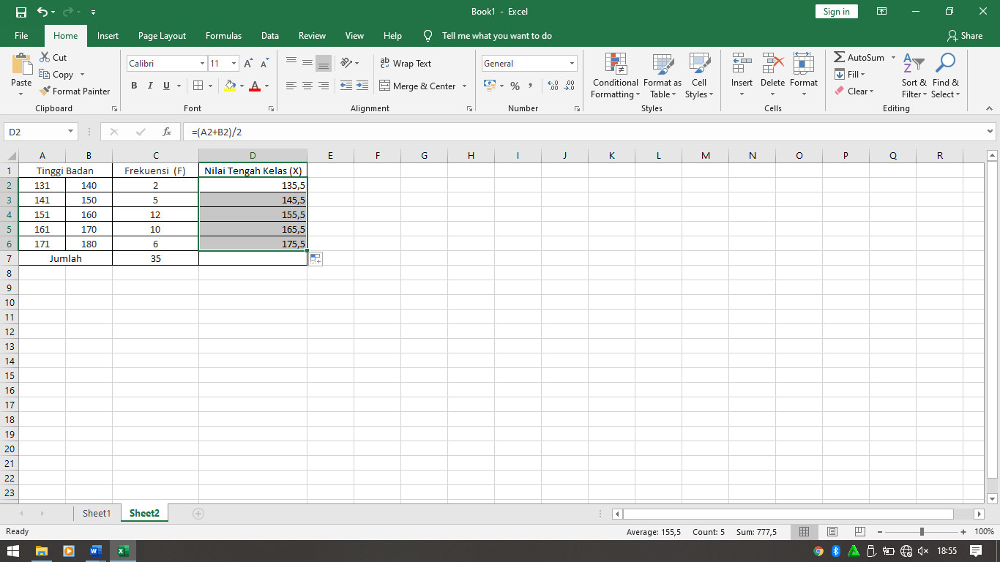 Book1 - Excel
Sign in
File Home Insert Page Layout Formulas Data Review View Help Tell me what you want to do Share
Paste Cut Copy Format Painter Clipboard
Calibri 11 A A B I U A Font
ab Wrap Text Merge & Center Alignment
General % , Number
Conditional Formatting Format as Table Cell Styles Styles
Insert Delete Format Cells
AutoSum Fill Clear Sort & Filter Find & Select Editing
D2 fx =(A2+B2)/2
A B C D E F G H I J K L M N O P Q R
1 Tinggi Badan Frekuensi (F) Nilai Tengah Kelas (X)
2 131 140 2 135,5
3 141 150 5 145,5
4 151 160 12 155,5
5 161 170 10 165,5
6 171 180 6 175,5
7 Jumlah 35
8
9
10
11
12
13
14
15
16
17
18
19
20
21
22
23
Sheet1 Sheet2
Ready Average: 155,5 Count: 5 Sum: 777,5 100%
18:55